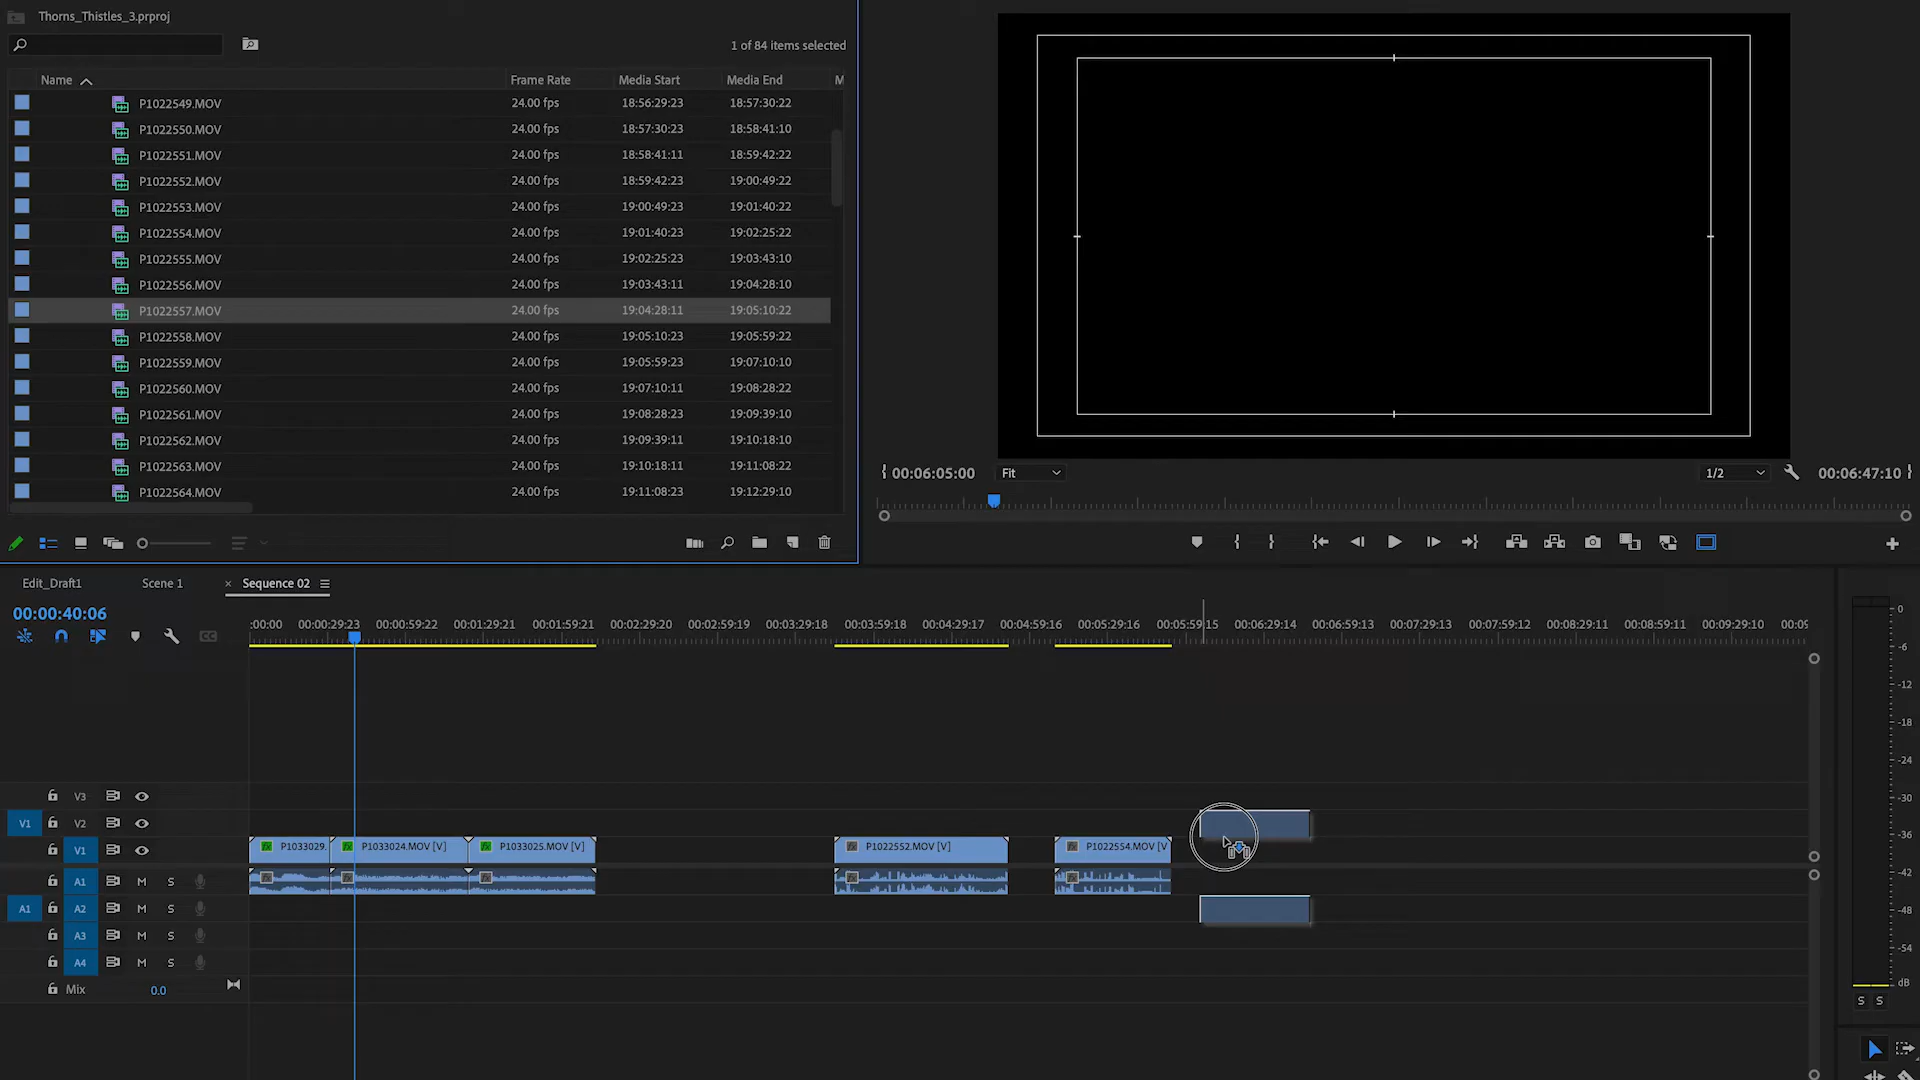 Thorns_Thistles_3.prproj
1 of 84 items selected
Name Frame Rate Media Start Media End M
P1022549.MOV 24.00 fps 18:56:29:23 18:57:30:22
P1022550.MOV 24.00 fps 18:57:30:23 18:58:41:10
P1022551.MOV 24.00 fps 18:58:41:11 18:59:42:22
P1022552.MOV 24.00 fps 18:59:42:23 19:00:49:22
P1022553.MOV 24.00 fps 19:00:49:23 19:01:40:22
P1022554.MOV 24.00 fps 19:01:40:23 19:02:25:22
P1022555.MOV 24.00 fps 19:02:25:23 19:03:43:10
P1022556.MOV 24.00 fps 19:03:43:11 19:04:28:10
P1022557.MOV 24.00 fps 19:04:28:11 19:05:10:22
P1022558.MOV 24.00 fps 19:05:10:23 19:05:59:22
P1022559.MOV 24.00 fps 19:05:59:23 19:07:10:10
P1022560.MOV 24.00 fps 19:07:10:11 19:08:28:22
P1022561.MOV 24.00 fps 19:08:28:23 19:09:39:10
P1022562.MOV 24.00 fps 19:09:39:11 19:10:18:10
P1022563.MOV 24.00 fps 19:10:18:11 19:11:08:22
P1022564.MOV 24.00 fps 19:11:08:23 19:12:29:10
00:06:05:00 Fit 1/2 00:06:47:10
Edit_Draft1 Scene 1 × Sequence 02
00:00:40:06
:00:00 00:00:29:23 00:00:59:22 00:01:29:21 00:01:59:21 00:02:29:20 00:02:59:19 00:03:29:18 00:03:59:18 00:04:29:17 00:04:59:16 00:05:29:16 00:05:59:15 00:06:29:14 00:06:59:13 00:07:29:13 00:07:59:12 00:08:29:11 00:08:59:11 00:09:29:10 00:09
CC
V3
V1 V2
V1 fx P1033029. fx P1033024.MOV [V] fx P1033025.MOV [V] fx P1022552.MOV [V] fx P1022554.MOV [V
A1 M S fx fx fx fx fx
A1 A2 M S
A3 M S
A4 M S
Mix 0.0
0
-6
-12
-18
-24
-30
-36
-42
-48
-54
dB
S S